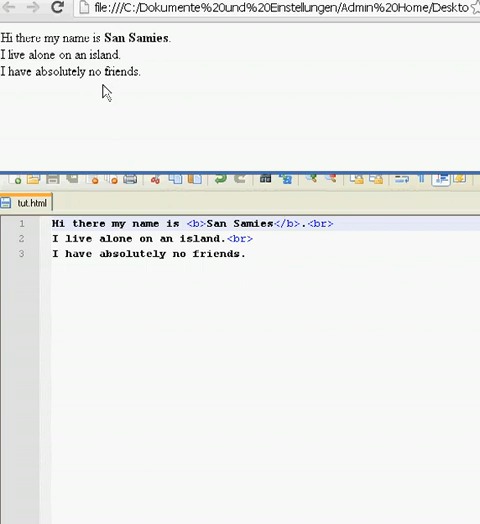 file:///C:/Dokumente%20und%20Einstellungen/Admin%20Home/Deskto
Hi there my name is San Samies.
I live alone on an island.
I have absolutely no friends.
tut.html
1 Hi there my name is <b>San Samies</b>.<br>
2 I live alone on an island.<br>
3 I have absolutely no friends.